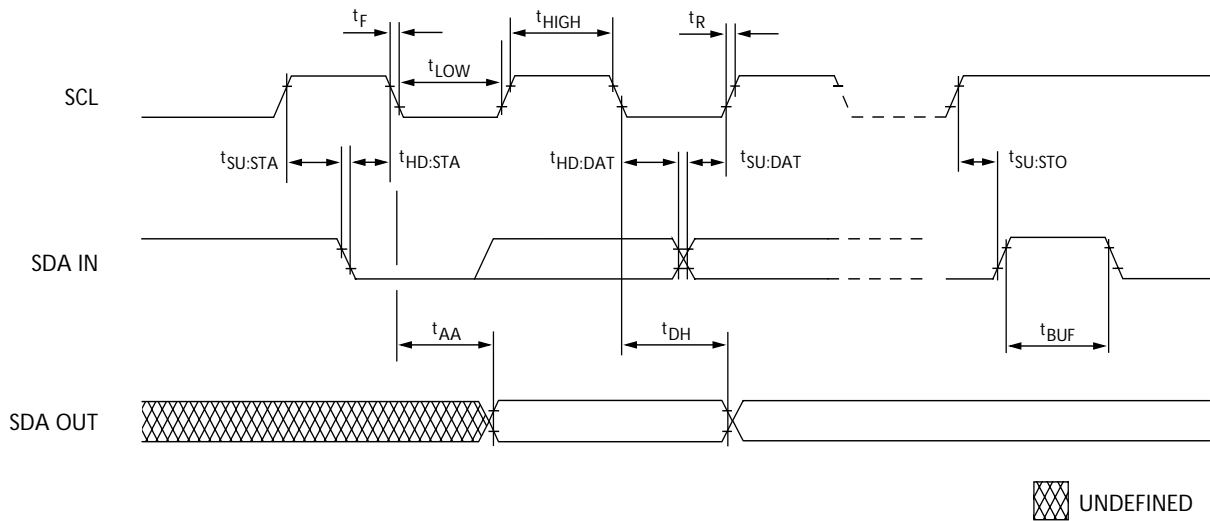 tF
tHIGH
tR
tLOW
SCL
tSU:STA
tHD:STA
tHD:DAT
tSU:DAT
tSU:STO
SDA IN
tAA
tDH
tBUF
SDA OUT
UNDEFINED